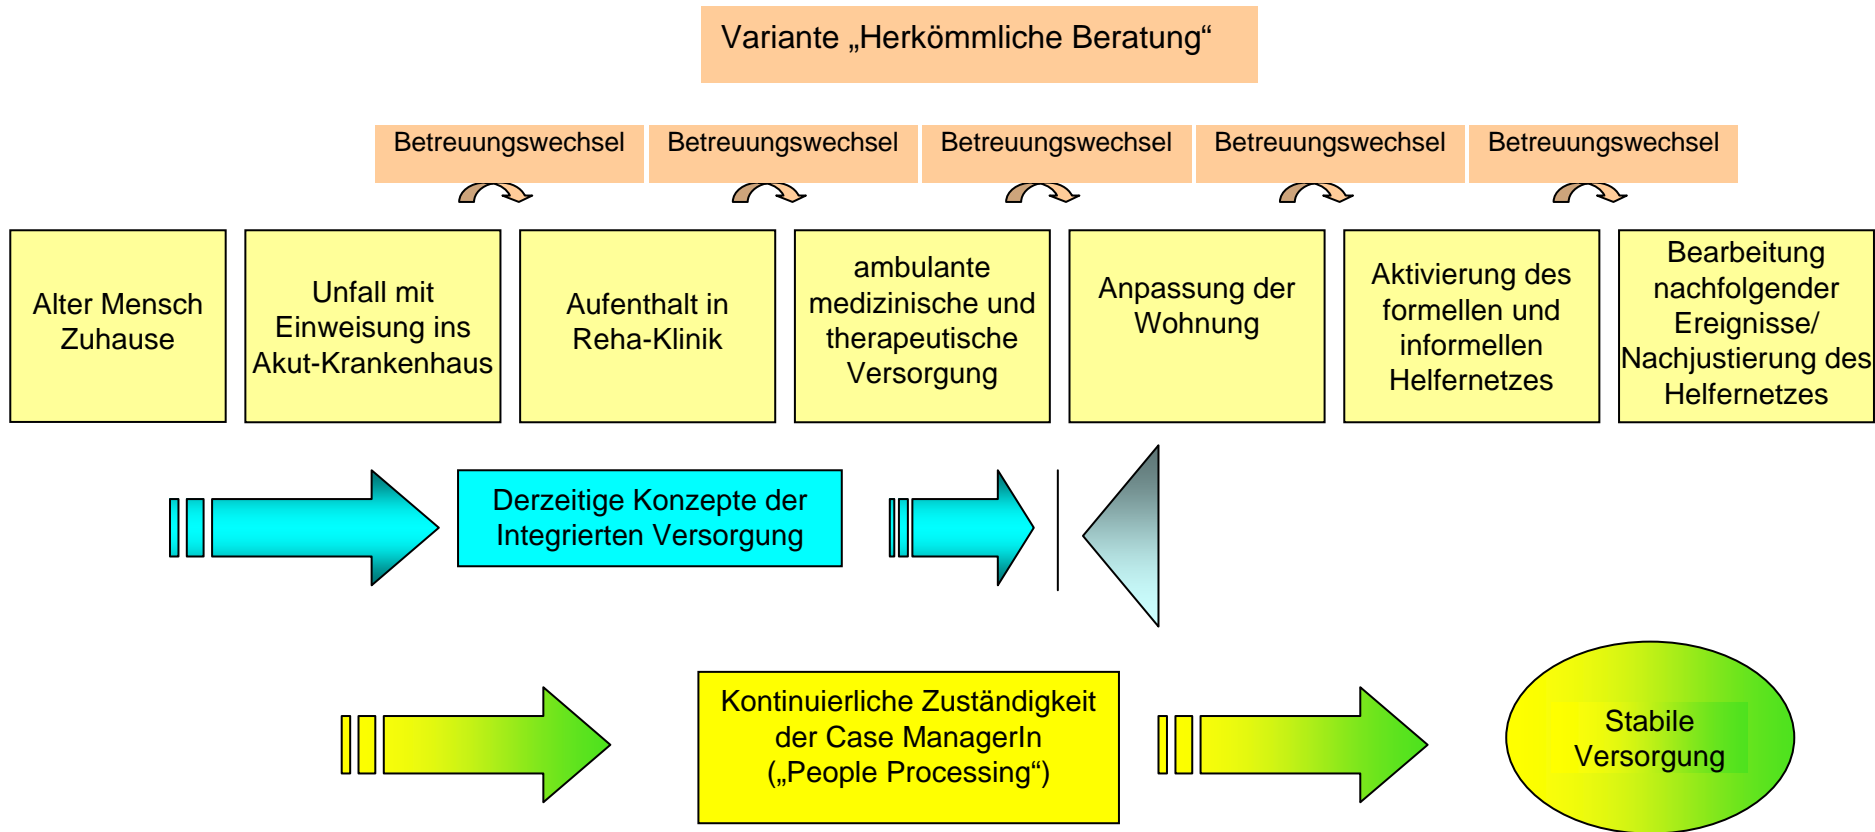 Variante „Herkömmliche Beratung“
Betreuungswechsel
Betreuungswechsel
Betreuungswechsel
Betreuungswechsel
Betreuungswechsel
Alter Mensch
Zuhause
Unfall mit
Einweisung ins
Akut-Krankenhaus
Aufenthalt in
Reha-Klinik
ambulante
medizinische und
therapeutische
Versorgung
Anpassung der
Wohnung
Aktivierung des
formellen und
informellen
Helfernetzes
Bearbeitung
nachfolgender
Ereignisse/
Nachjustierung des
Helfernetzes
Derzeitige Konzepte der
Integrierten Versorgung
Kontinuierliche Zuständigkeit
der Case ManagerIn
(„People Processing“)
Stabile
Versorgung